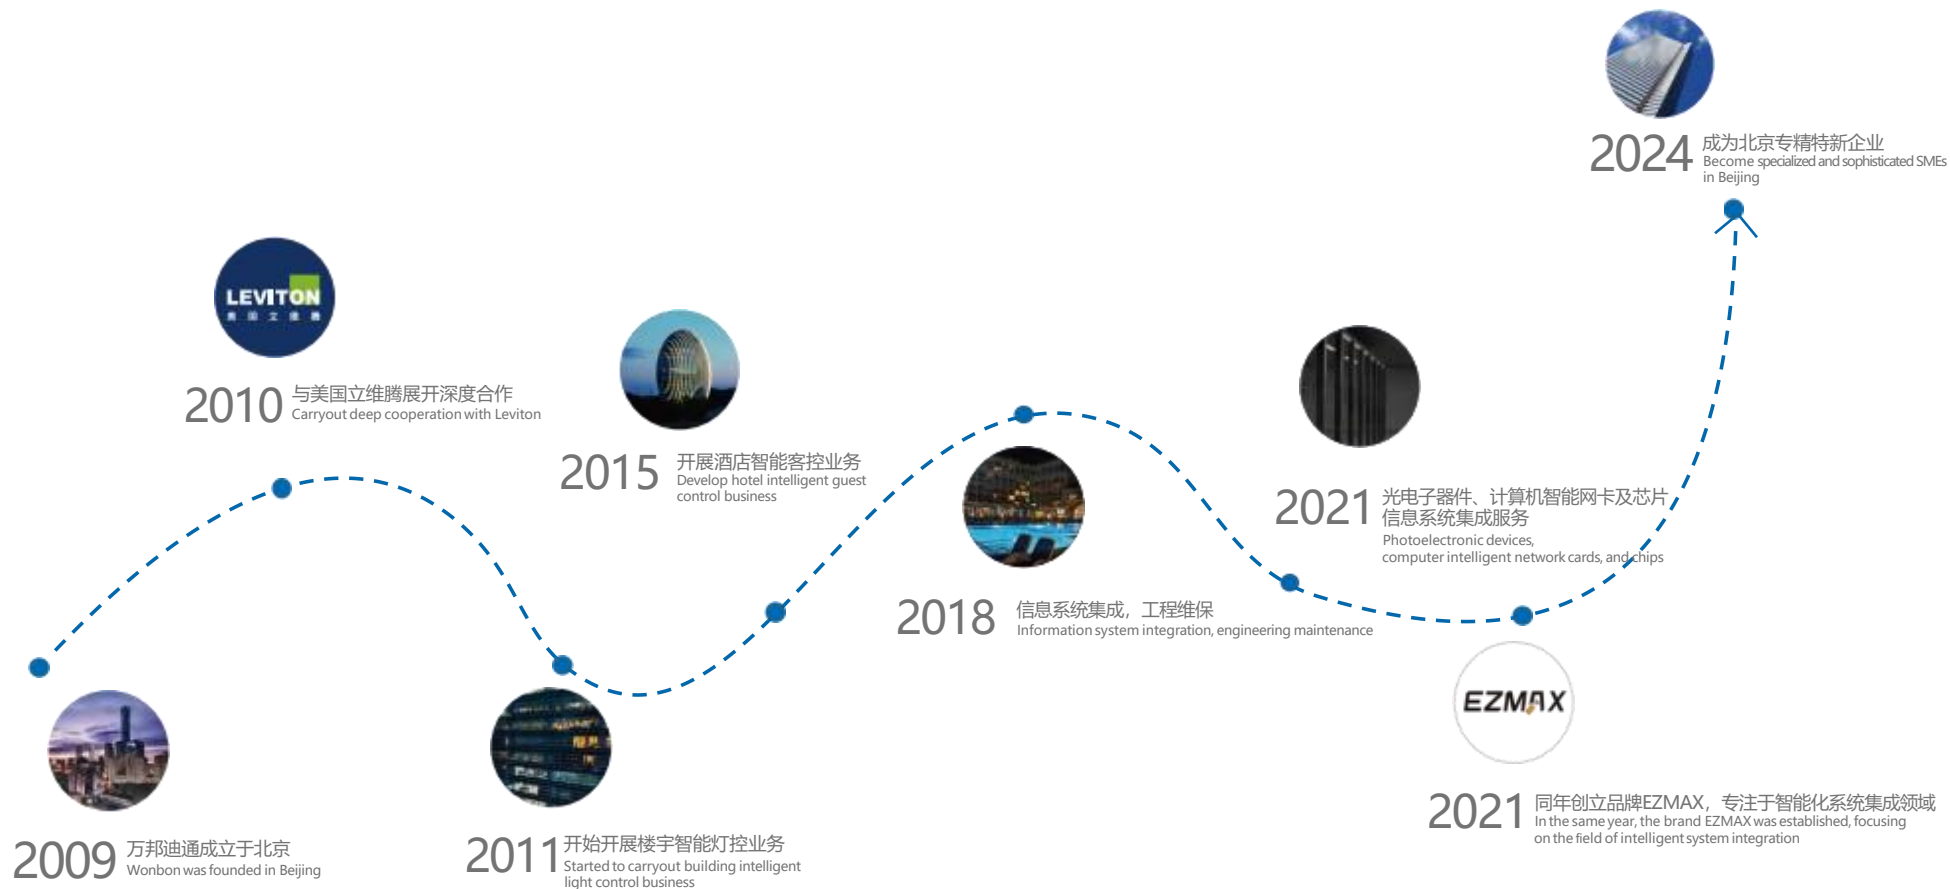 2009
万邦迪通成立于北京
Wonbon was founded in Beijing
LEVITON
美国立维腾
2010
与美国立维腾展开深度合作
Carryout deep cooperation with Leviton
2011
开始开展楼宇智能灯控业务
Started to carryout building intelligent
light control business
2015
开展酒店智能客控业务
Develop hotel intelligent guest
control business
2018
信息系统集成，工程维保
Information system integration, engineering maintenance
2021
光电子器件、计算机智能网卡及芯片
信息系统集成服务
Photoelectronic devices,
computer intelligent network cards, and chips
EZMAX
2021
同年创立品牌EZMAX，专注于智能化系统集成领域
In the same year, the brand EZMAX was established, focusing
on the field of intelligent system integration
2024
成为北京专精特新企业
Become specialized and sophisticated SMEs
in Beijing